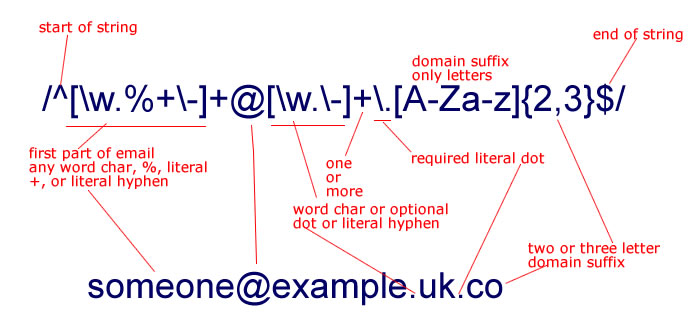 start of string
end of string
domain suffix
only letters
/^[\w.%+\-]+@[\w.\-]+\.[A-Za-z]{2,3}$/
first part of email
any word char, %, literal
+, or literal hyphen
one
or
more
required literal dot
word char or optional
dot or literal hyphen
two or three letter
domain suffix
someone@example.uk.co